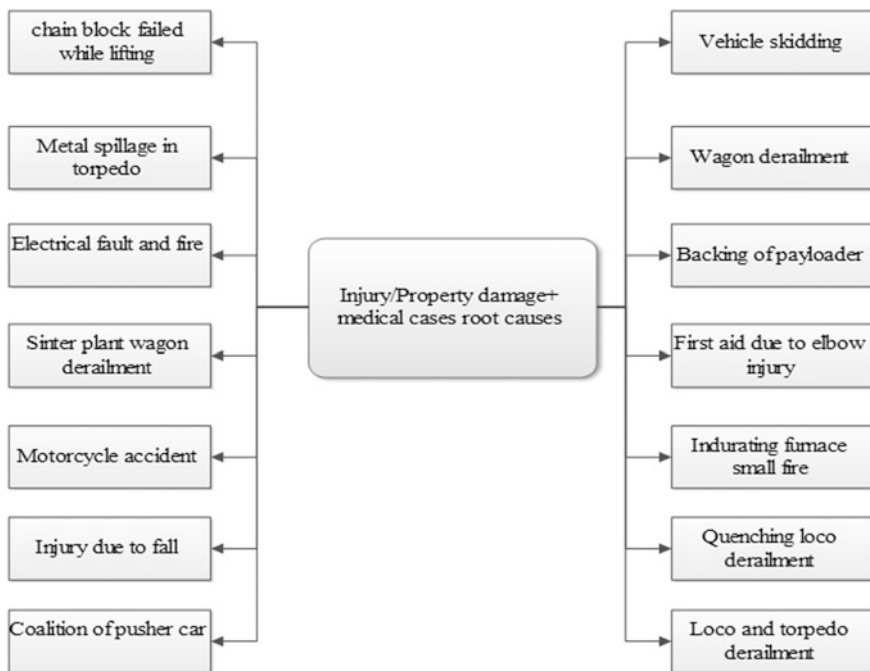 chain block failed
while lifting
Metal spillage in
torpedo
Electrical fault and fire
Sinter plant wagon
derailment
Motorcycle accident
Injury due to fall
Coalition of pusher car
Injury/Property damage+
medical cases root causes
Vehicle skidding
Wagon derailment
Backing of payloader
First aid due to elbow
injury
Indurating furnace
small fire
Quenching loco
derailment
Loco and torpedo
derailment